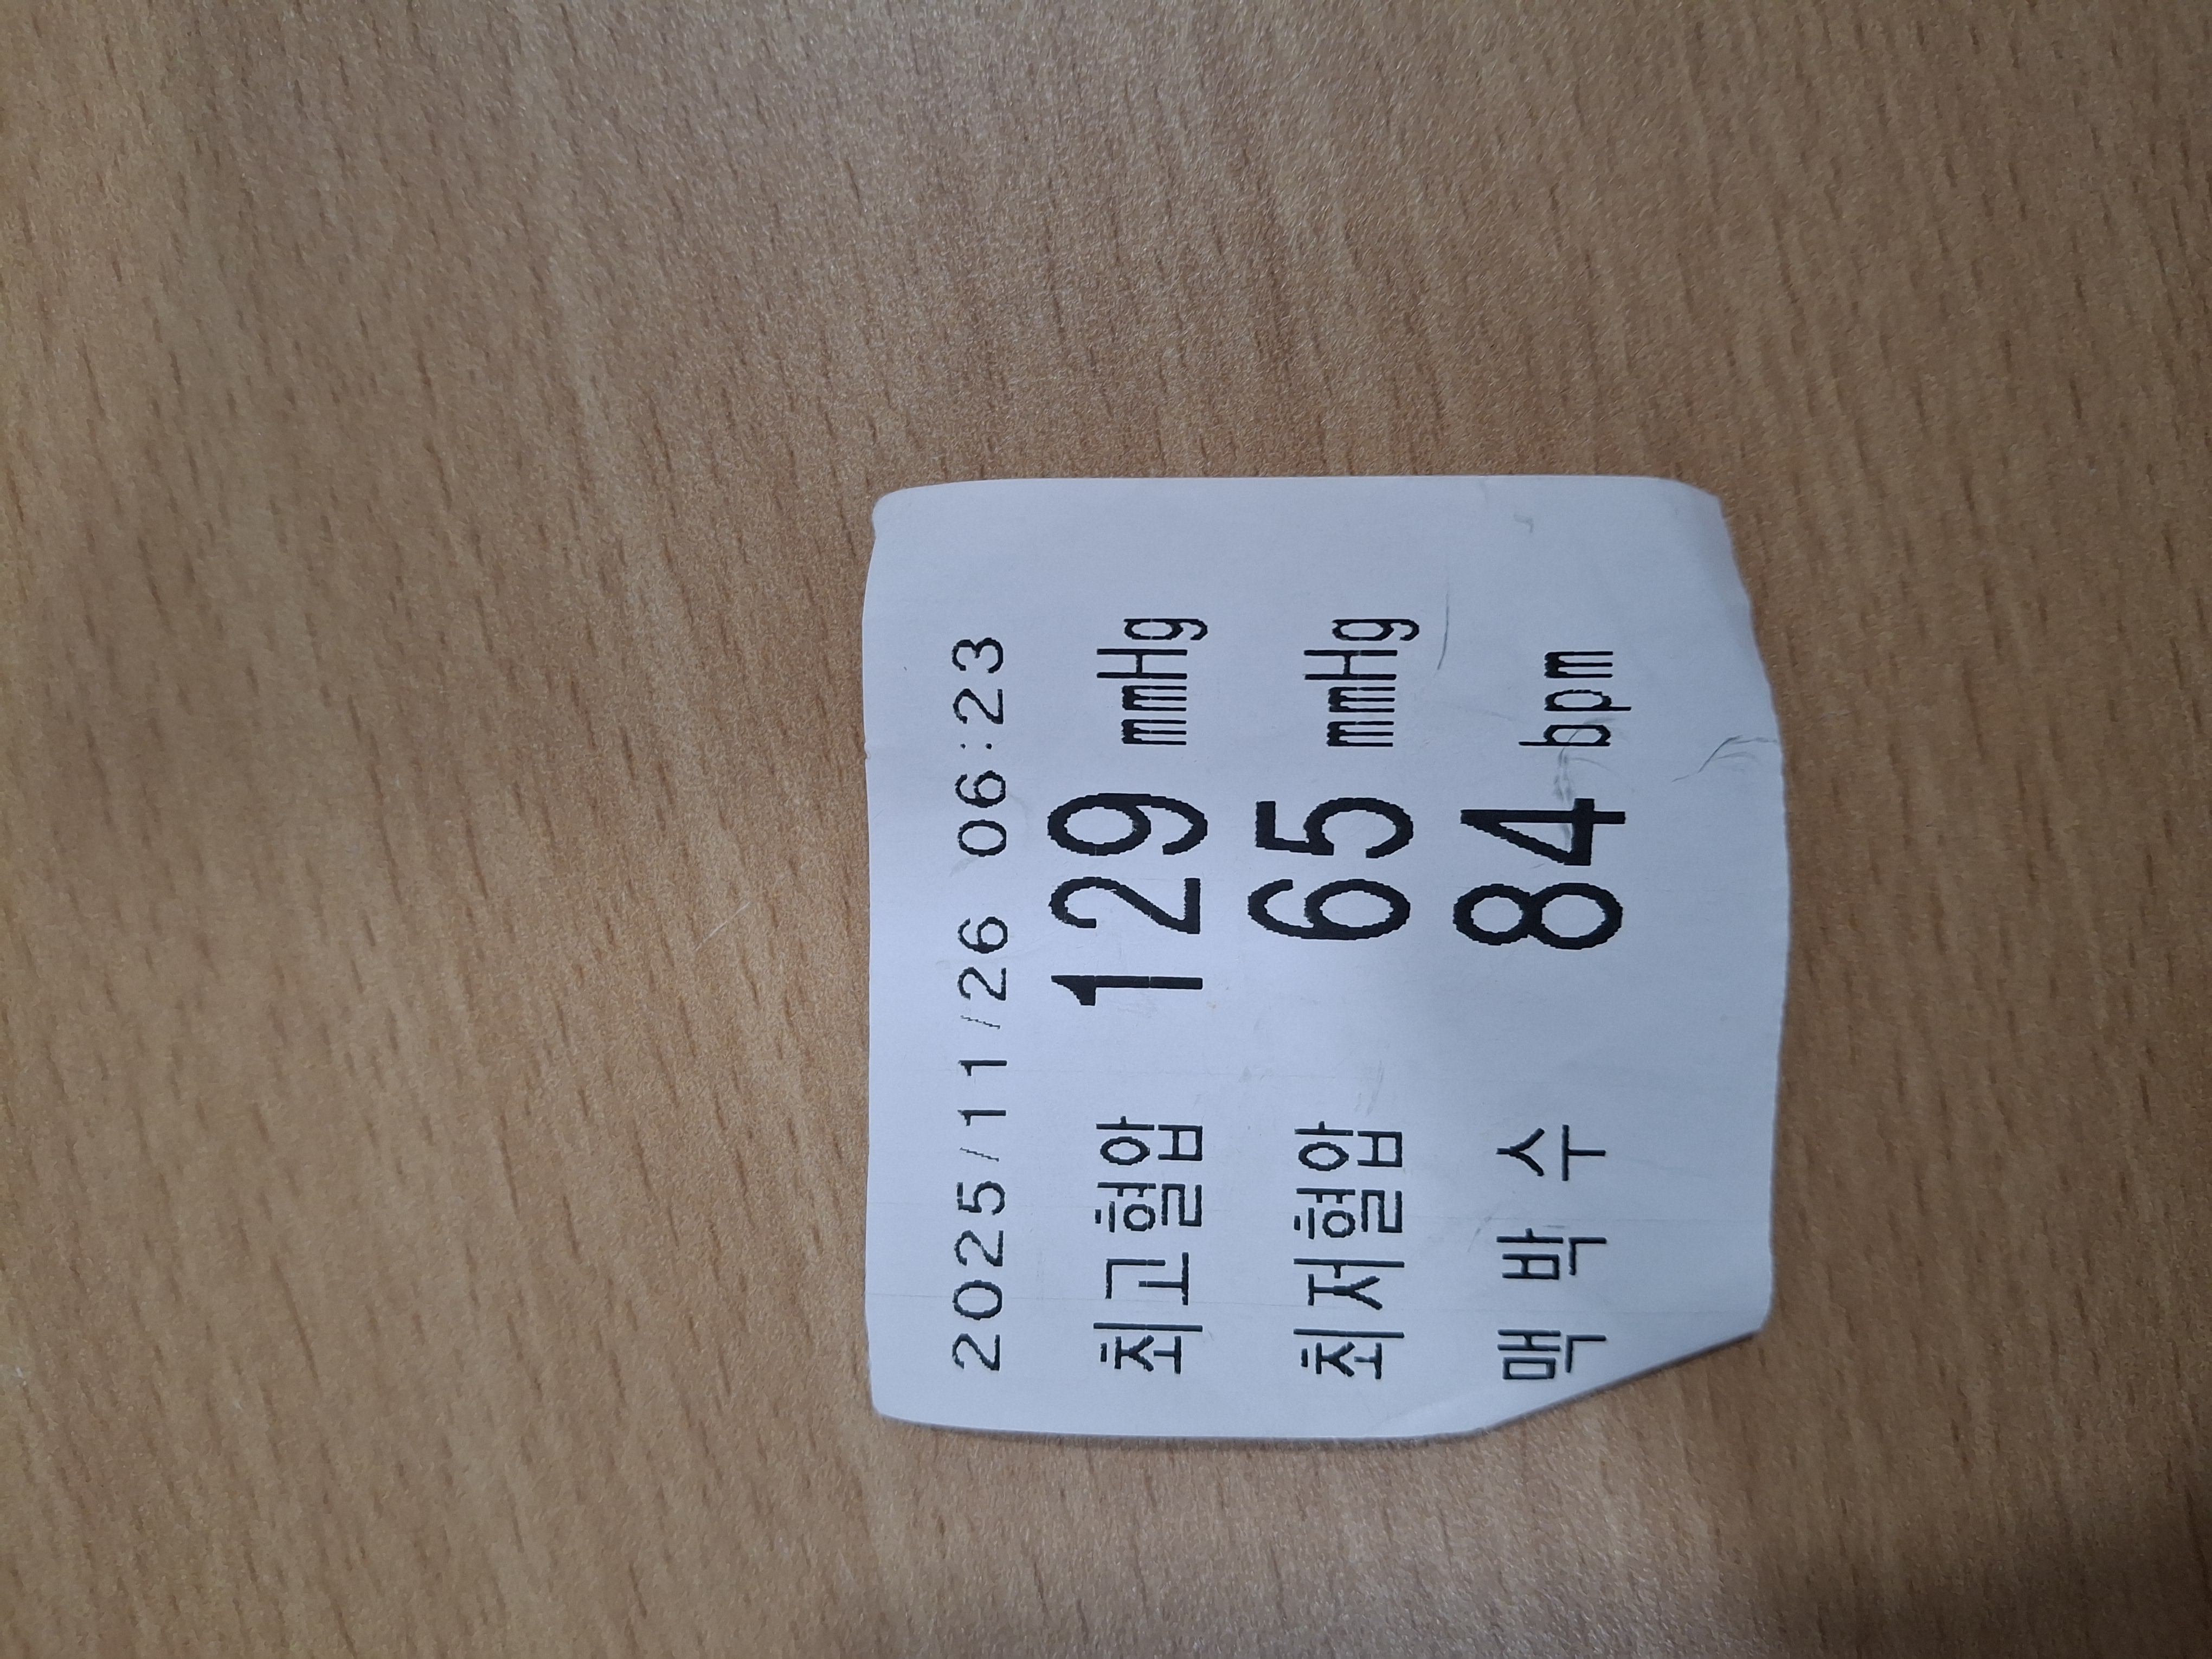 2025/11/26 06:23
최고혈압 129 mmHg
최저혈압 65 mmHg
맥 박 수 84 bpm